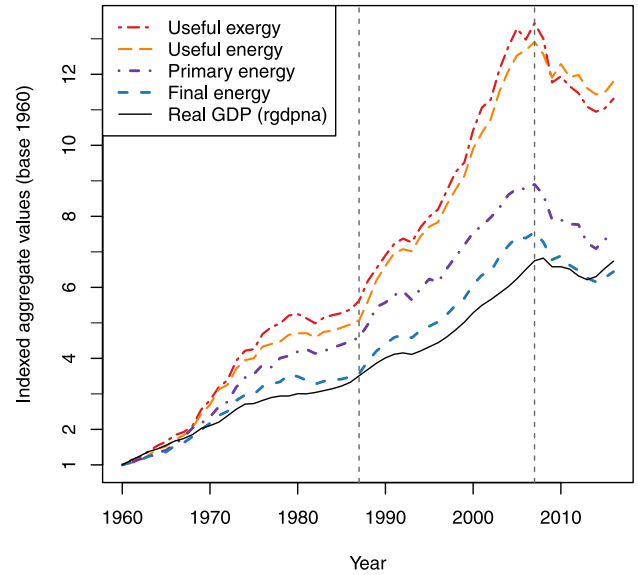 Useful exergy
Useful energy
Primary energy
Final energy
Real GDP (rgdpna)
Indexed aggregate values (base 1960)
12
10
8
6
4
2
1
1960 1970 1980 1990 2000 2010
Year